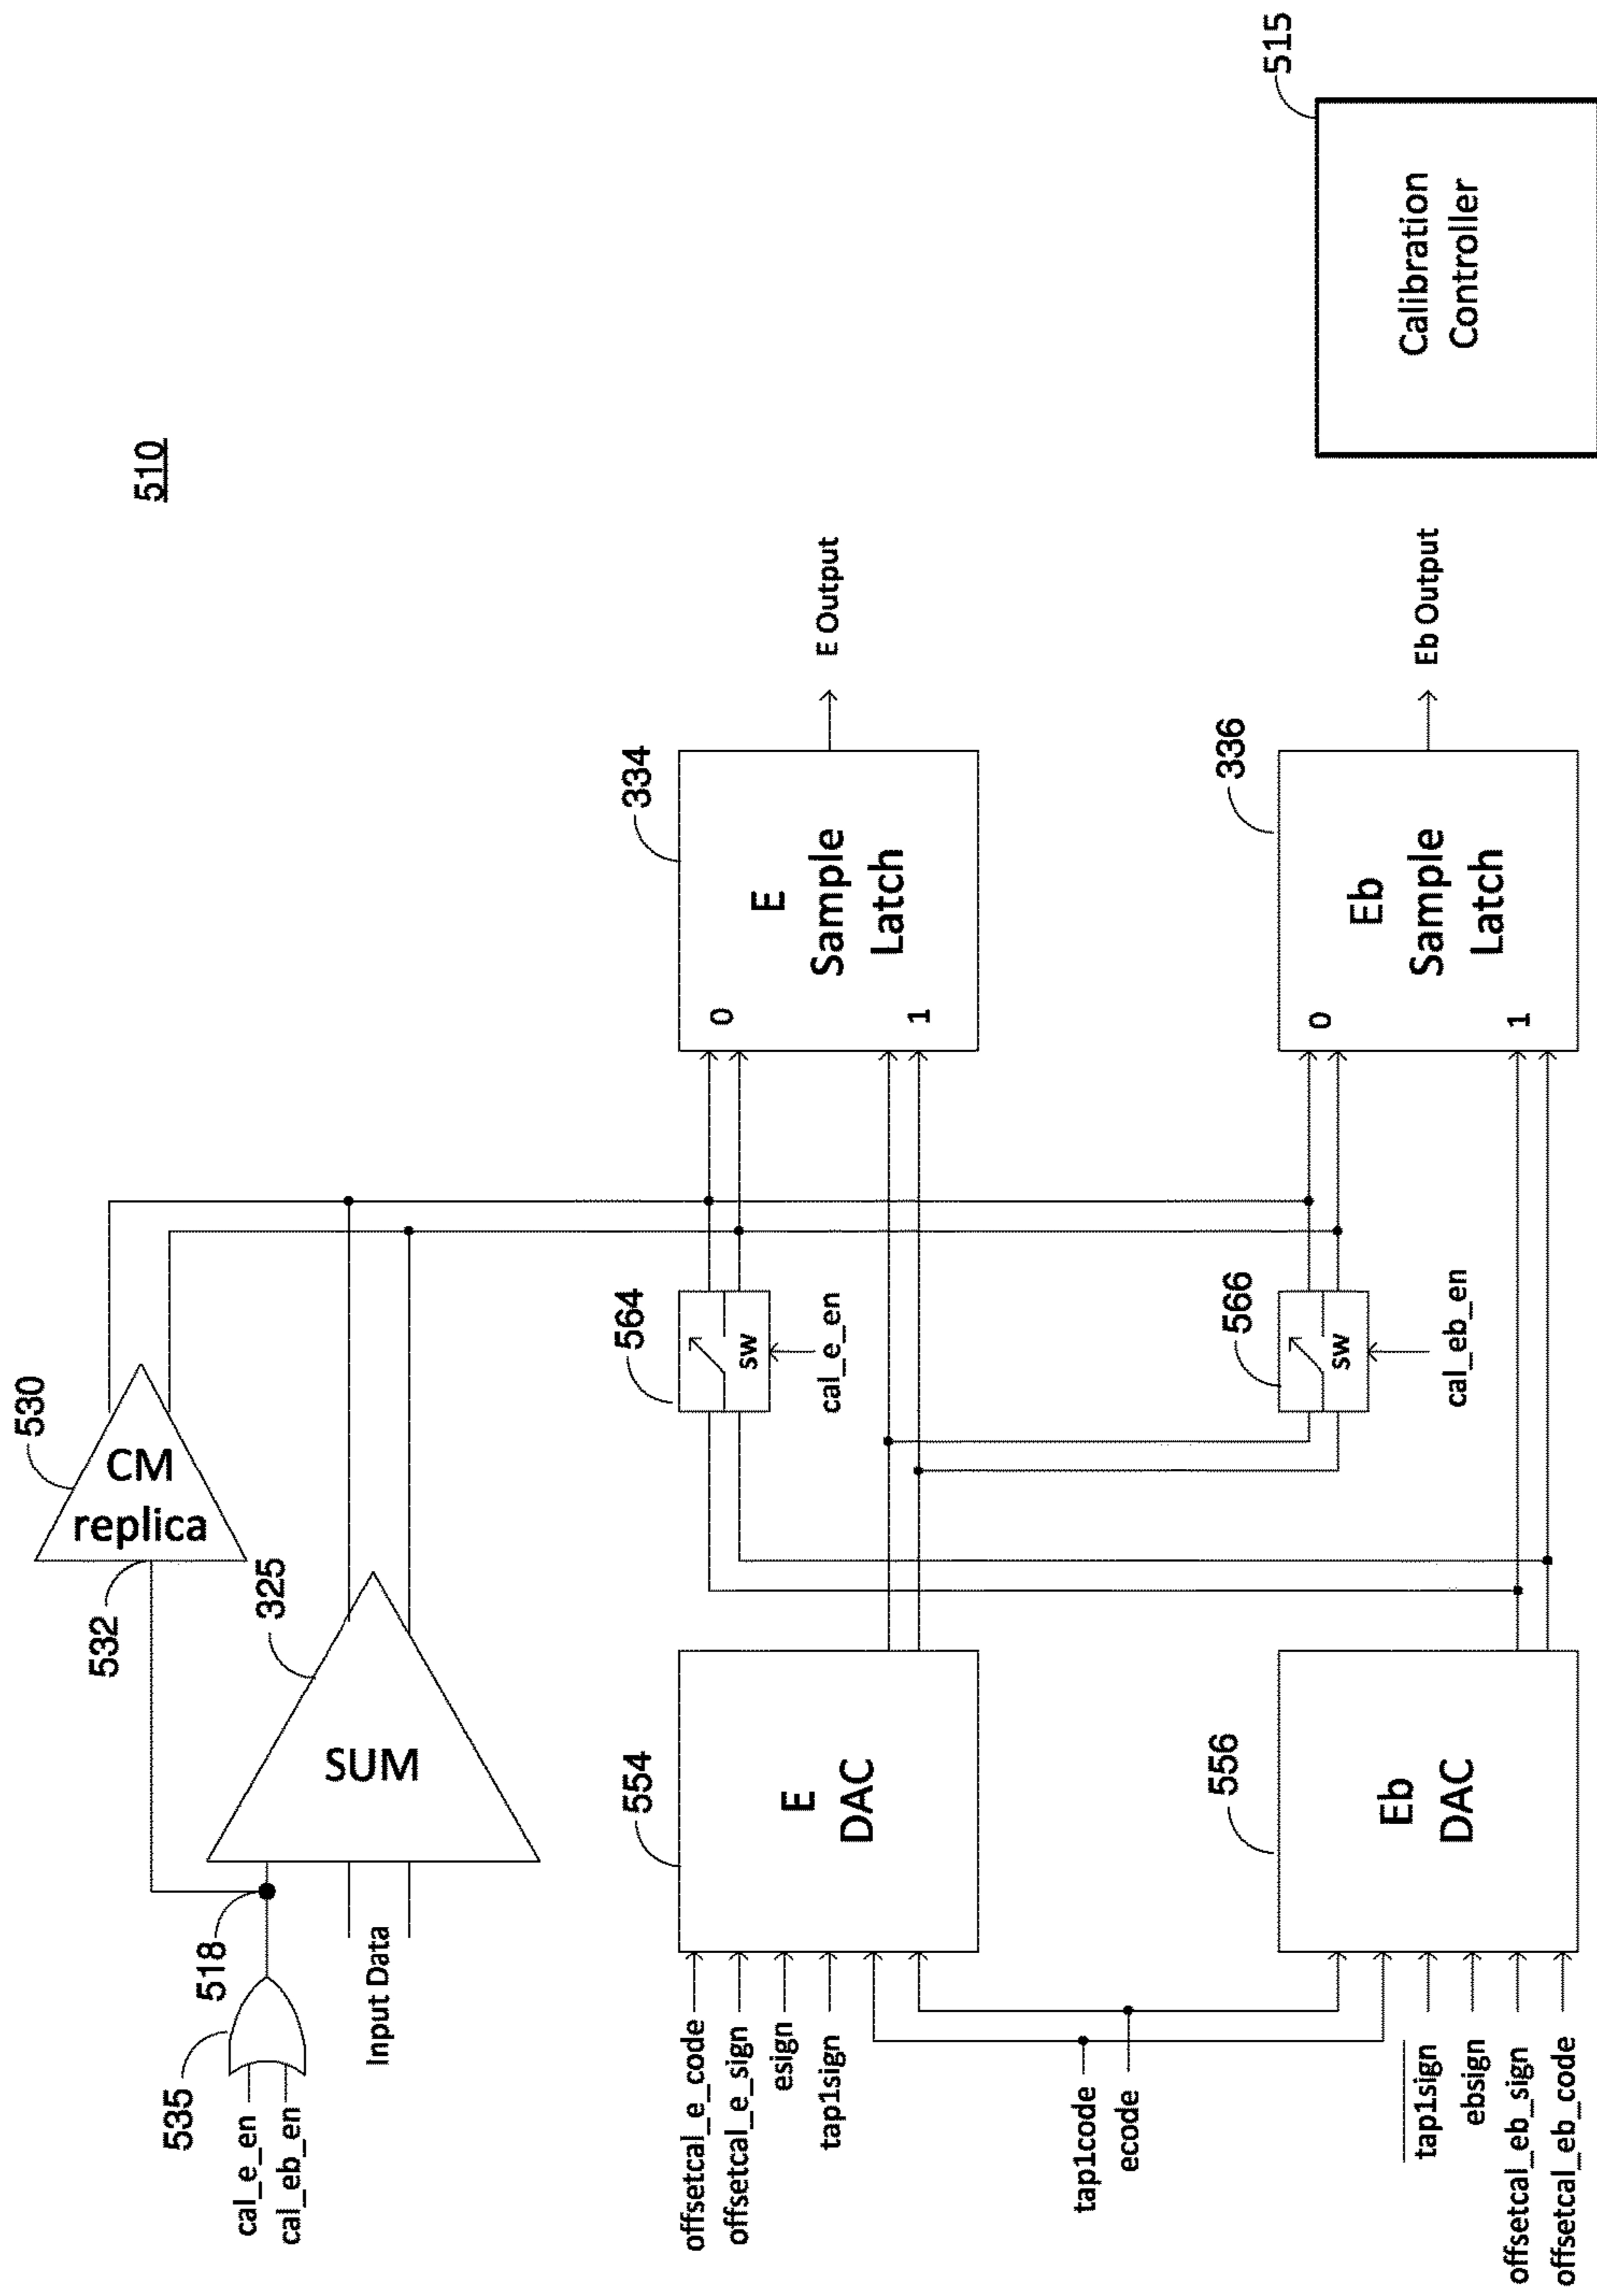 510
530
CM
replica
532
325
SUM
518
535
cal_e_en
cal_eb_en
Input Data
564
sw
cal_e_en
334
E
Sample
Latch
0
1
E Output
554
E
DAC
offsetcal_e_code
offsetcal_e_sign
esign
tap1sign
tap1code
ecode
566
sw
cal_eb_en
336
Eb
Sample
Latch
0
1
Eb Output
556
Eb
DAC
tap1sign
ebsign
offsetcal_eb_sign
offsetcal_eb_code
515
Calibration
Controller